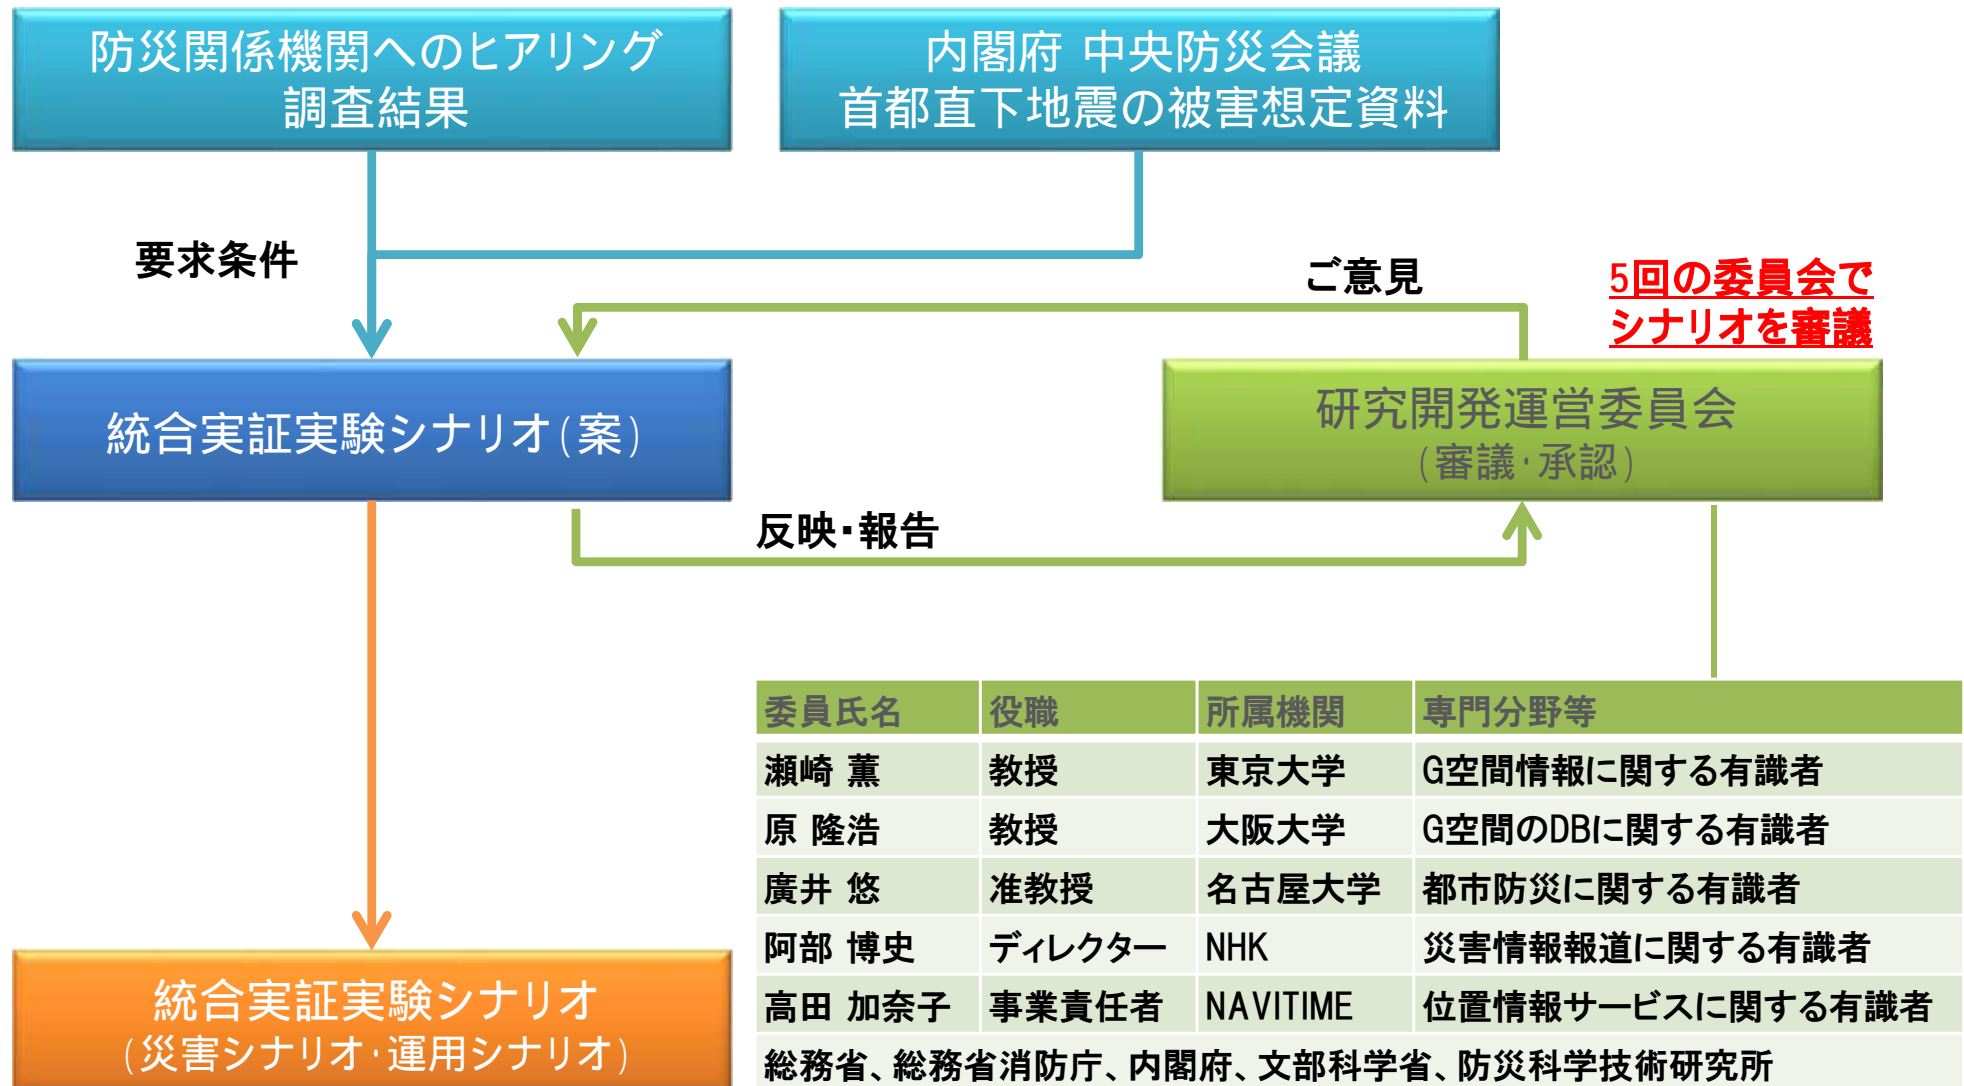 防災関係機関へのヒアリング
調査結果
内閣府 中央防災会議
首都直下地震の被害想定資料
要求条件
ご意見
5回の委員会で
シナリオを審議
統合実証実験シナリオ(案)
研究開発運営委員会
(審議・承認)
反映・報告
委員氏名 役職 所属機関 専門分野等
瀬崎 薫 教授 東京大学 G空間情報に関する有識者
原 隆浩 教授 大阪大学 G空間のDBに関する有識者
廣井 悠 准教授 名古屋大学 都市防災に関する有識者
阿部 博史 ディレクター NHK 災害情報報道に関する有識者
高田 加奈子 事業責任者 NAVITIME 位置情報サービスに関する有識者
総務省、総務省消防庁、内閣府、文部科学省、防災科学技術研究所
統合実証実験シナリオ
(災害シナリオ・運用シナリオ)